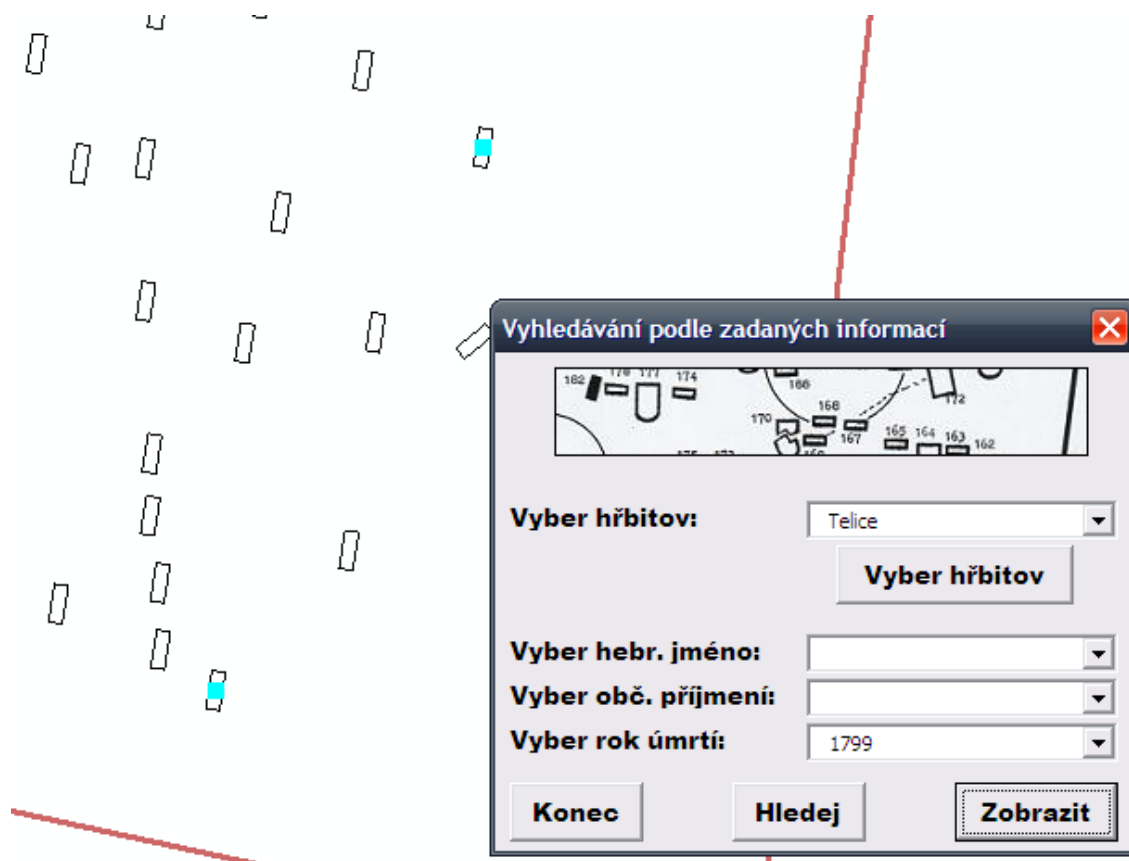 Vyhledávání podle zadaných informací
182 177 174 166 172
170 168 167 165 164 163 162
Vyber hřbitov: Telice
Vyber hřbitov
Vyber hebr. jméno:
Vyber obč. příjmení:
Vyber rok úmrtí: 1799
Konec Hledej Zobrazit